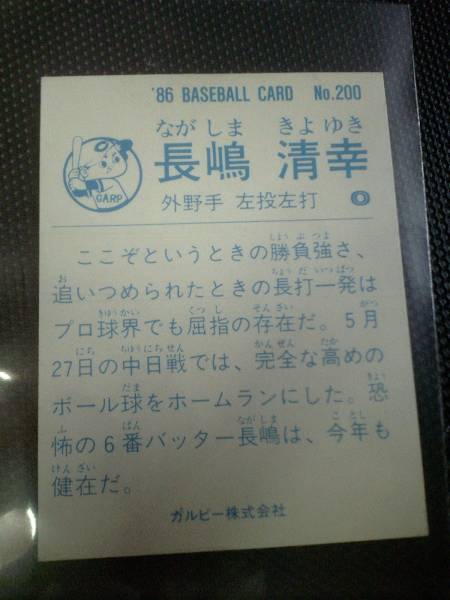 '86 BASEBALL CARD No.200
ながしま きよゆき
長嶋 清幸
CARP
外野手 左投左打 0
ここぞというときの勝負強さ、
追いつめられたときの長打一発は
プロ球界でも屈指の存在だ。5月
27日の中日戦では、完全な高めの
ボール球をホームランにした。恐
怖の6番バッター長嶋は、今年も
健在だ。
カルビー株式会社